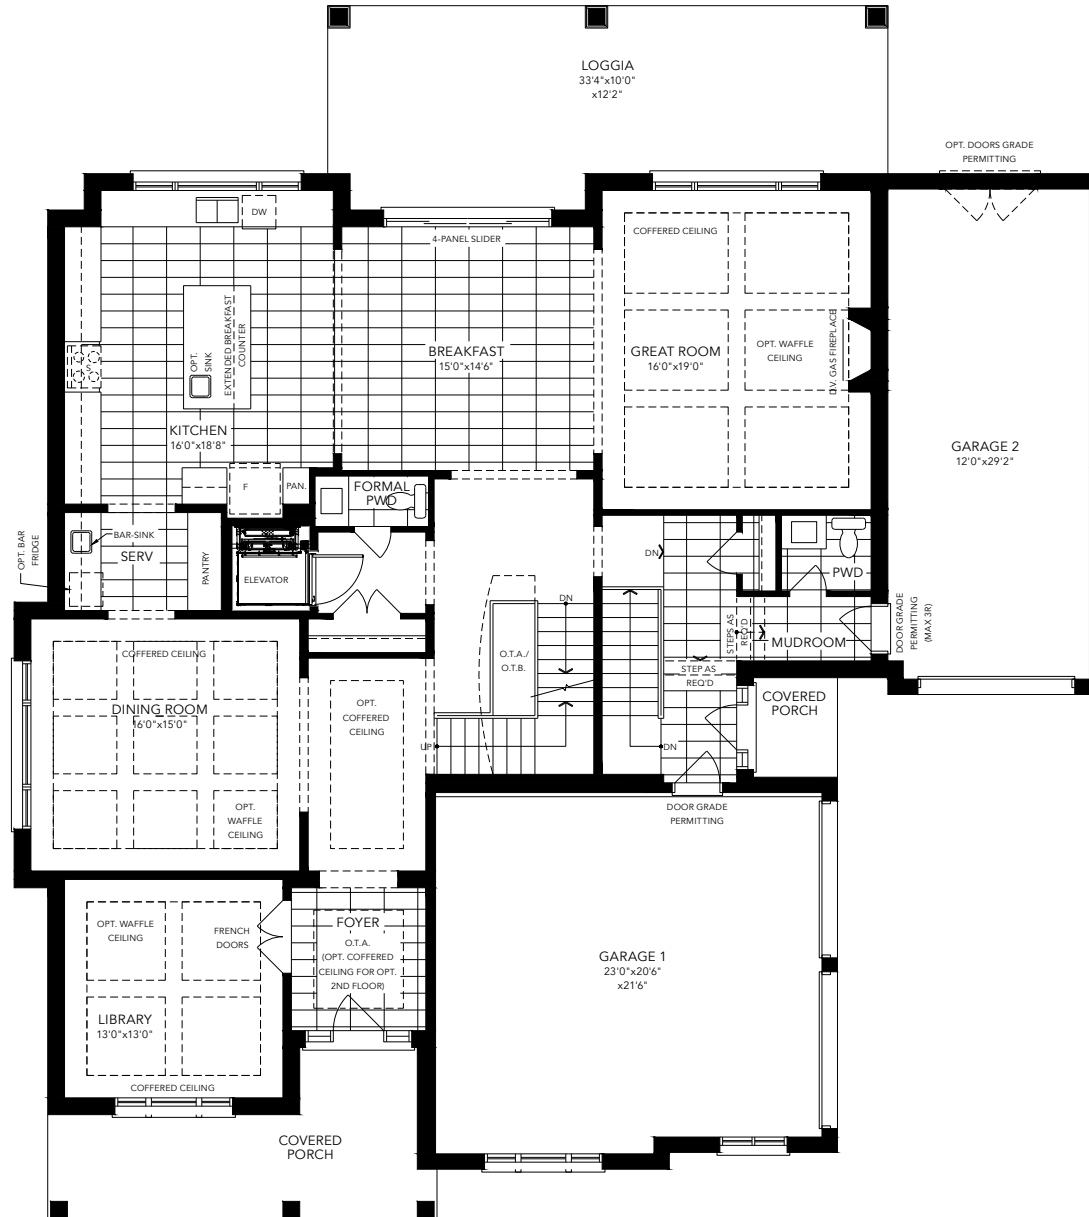 LOGGIA
33'4"x10'0"
x12'2"
OPT. DOORS GRADE
PERMITTING
DW
4-PANEL SLIDER
COFFERED CEILING
OPT.
SINK
EXTENDED BREAKFAST
COUNTER
S
BREAKFAST
15'0"x14'6"
GREAT ROOM
16'0"x19'0"
OPT. WAFFLE
CEILING
D.V. GAS FIREPLACE
KITCHEN
16'0"x18'8"
GARAGE 2
12'0"x29'2"
F
PAN.
FORMAL
PWD
OPT. BAR
FRIDGE
BAR-SINK
SERV
PANTRY
ELEVATOR
DN
PWD
DN
STEPS AS
REQ'D
MUDROOM
DOOR GRADE
PERMITTING
(MAX 3R)
O.T.A./
O.T.B.
STEP AS
REQ'D
COVERED
PORCH
COFFERED CEILING
DINING ROOM
16'0"x15'0"
OPT.
COFFERED
CEILING
UP
DN
OPT.
WAFFLE
CEILING
DOOR GRADE
PERMITTING
OPT. WAFFLE
CEILING
FRENCH
DOORS
FOYER
O.T.A.
(OPT. COFFERED
CEILING FOR OPT.
2ND FLOOR)
GARAGE 1
23'0"x20'6"
x21'6"
LIBRARY
13'0"x13'0"
COFFERED CEILING
COVERED
PORCH